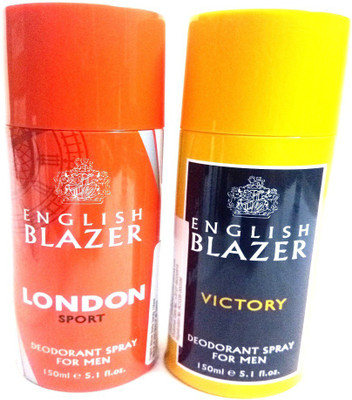 ENGLISH
BLAZER
LONDON
SPORT
DEODORANT SPRAY
FOR MEN
150ml e 5.1 fl.oz.
ENGLISH
BLAZER
VICTORY
DEODORANT SPRAY
FOR MEN
150ml e 5.1 fl.oz.